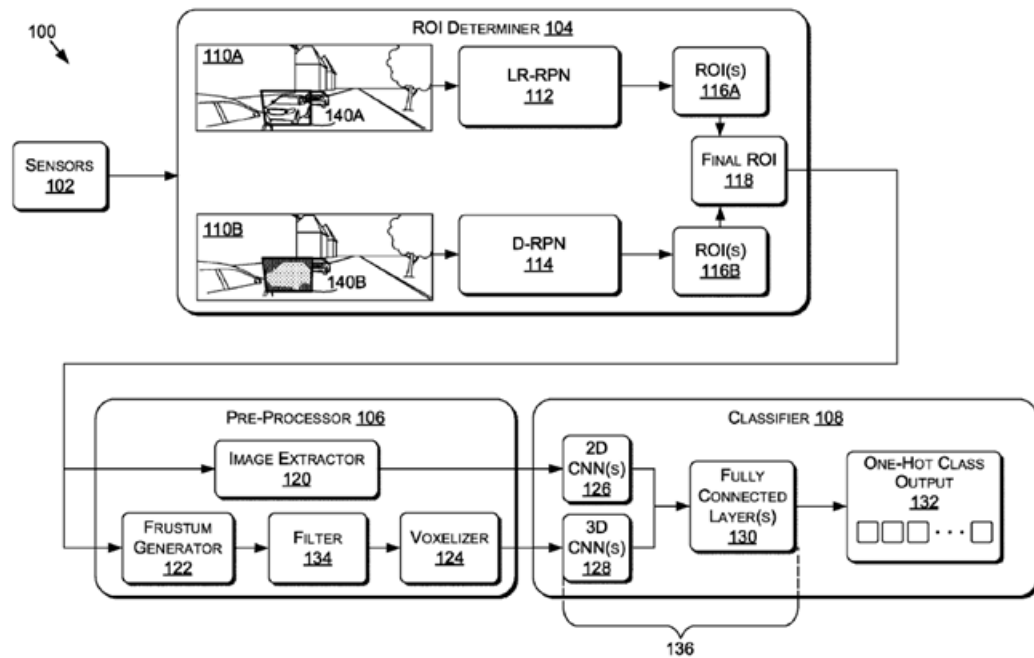 100
ROI DETERMINER 104
110A
140A
LR-RPN
112
ROI(S)
116A
SENSORS
102
FINAL ROI
118
110B
140B
D-RPN
114
ROI(S)
116B
PRE-PROCESSOR 106
IMAGE EXTRACTOR
120
FRUSTUM
GENERATOR
122
FILTER
134
VOXELIZER
124
CLASSIFIER 108
2D
CNN(S)
126
3D
CNN(S)
128
FULLY
CONNECTED
LAYER(S)
130
ONE-HOT CLASS
OUTPUT
132
136